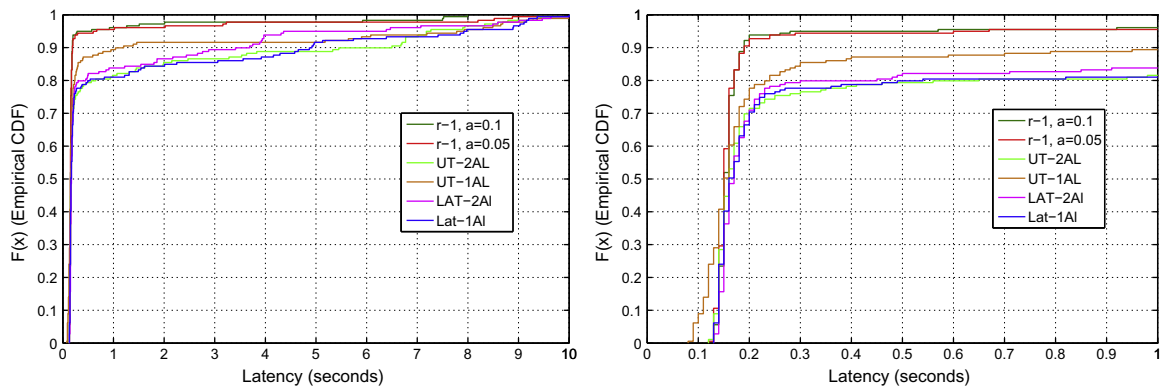 F(x) (Empirical CDF)
1
0.9
0.8
0.7
0.6
0.5
0.4
0.3
0.2
0.1
0
r-1, a=0.1
r-1, a=0.05
UT-2AL
UT-1AL
LAT-2Al
Lat-1Al
0 1 2 3 4 5 6 7 8 9 10
Latency (seconds)
F(x) (Empirical CDF)
1
0.9
0.8
0.7
0.6
0.5
0.4
0.3
0.2
0.1
0
r-1, a=0.1
r-1, a=0.05
UT-2AL
UT-1AL
LAT-2Al
Lat-1Al
0 0.1 0.2 0.3 0.4 0.5 0.6 0.7 0.8 0.9 1
Latency (seconds)